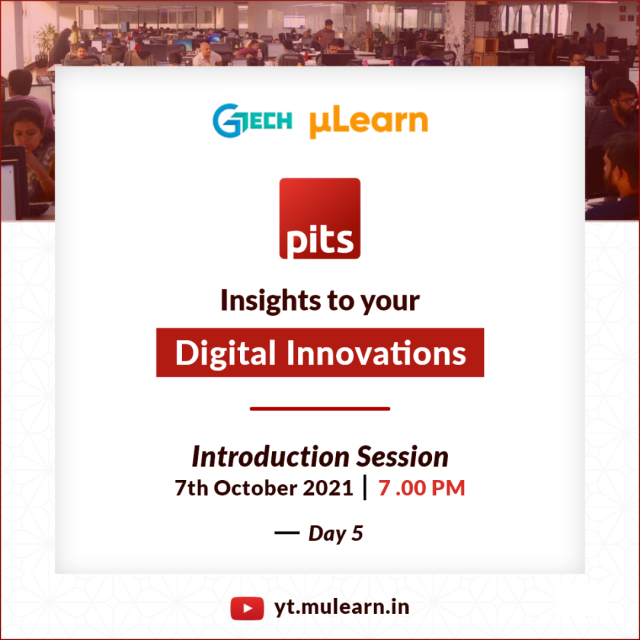 GTECH µLearn
pits
Insights to your
Digital Innovations
Introduction Session
7th October 2021 | 7 .00 PM
— Day 5
yt.mulearn.in